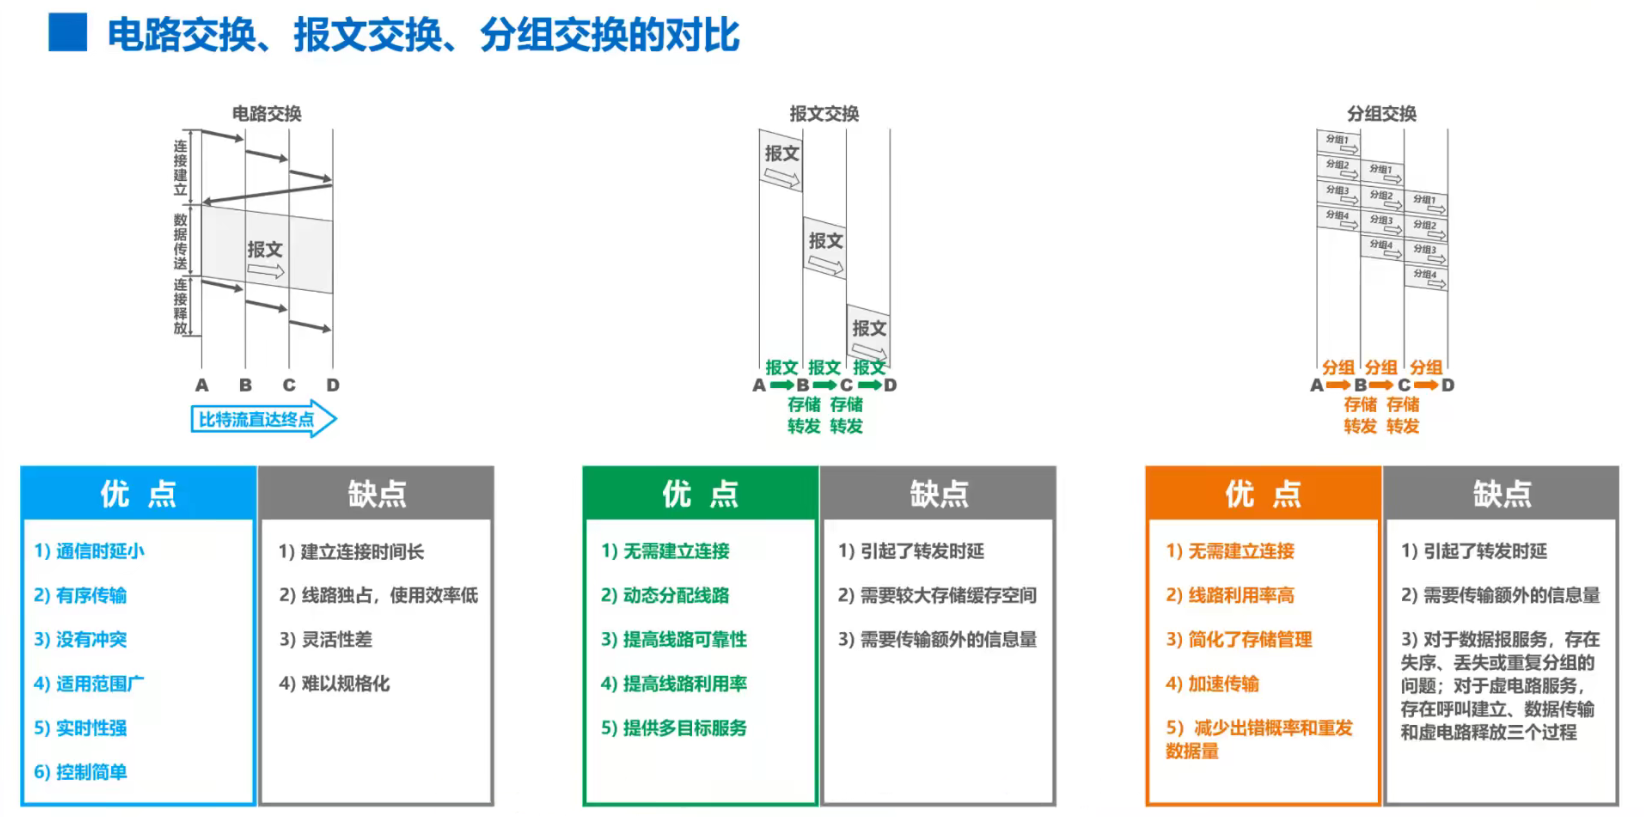 电路交换、报文交换、分组交换的对比
电路交换
连接建立
数据传送
连接释放
报文
A B C D
比特流直达终点
报文交换
报文
报文
报文
报文 报文 报文
A B C D
存储 存储
转发 转发
分组交换
分组1
分组2 分组1
分组3 分组2 分组1
分组4 分组3 分组2
分组4 分组3
分组4
分组 分组 分组
A B C D
存储 存储
转发 转发
优 点
1) 通信时延小
2) 有序传输
3) 没有冲突
4) 适用范围广
5) 实时性强
6) 控制简单
缺点
1) 建立连接时间长
2) 线路独占，使用效率低
3) 灵活性差
4) 难以规格化
优 点
1) 无需建立连接
2) 动态分配线路
3) 提高线路可靠性
4) 提高线路利用率
5) 提供多目标服务
缺点
1) 引起了转发时延
2) 需要较大存储缓存空间
3) 需要传输额外的信息量
优 点
1) 无需建立连接
2) 线路利用率高
3) 简化了存储管理
4) 加速传输
5) 减少出错概率和重发
数据量
缺点
1) 引起了转发时延
2) 需要传输额外的信息量
3) 对于数据报服务，存在
失序、丢失或重复分组的
问题；对于虚电路服务，
存在呼叫建立、数据传输
和虚电路释放三个过程